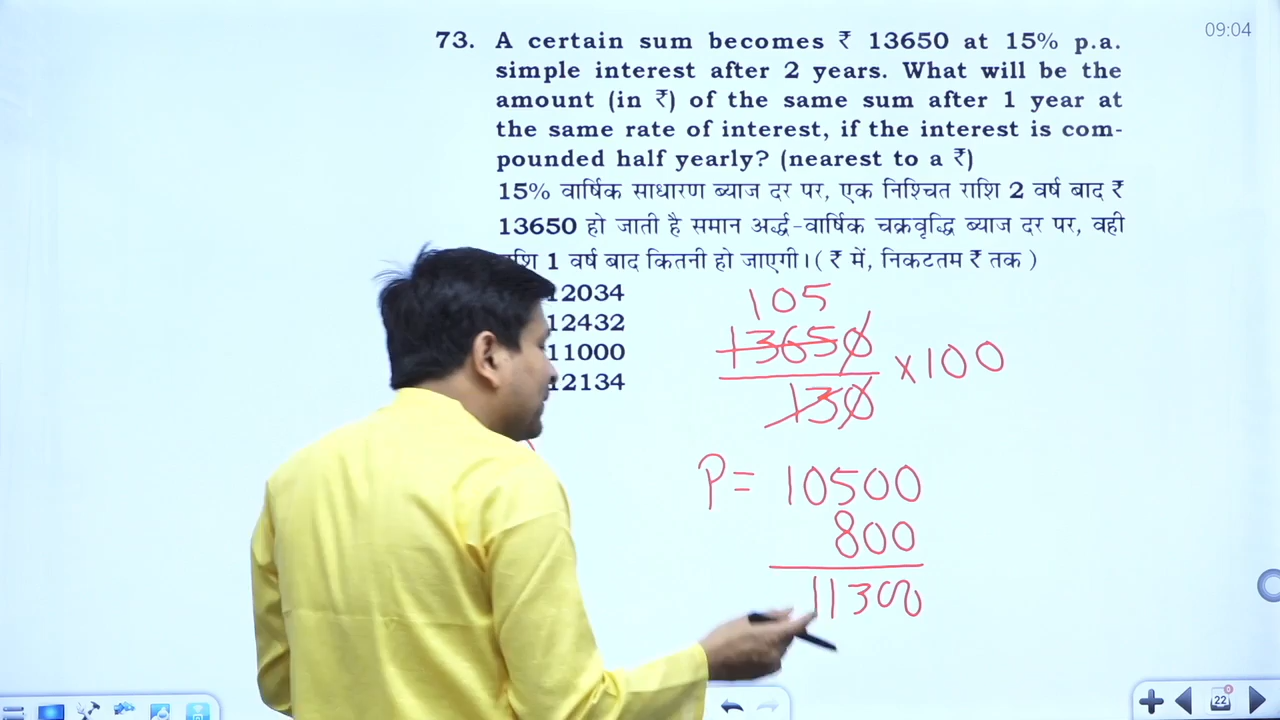 09:04
73. A certain sum becomes ₹ 13650 at 15% p.a.
simple interest after 2 years. What will be the
amount (in ₹) of the same sum after 1 year at
the same rate of interest, if the interest is com-
pounded half yearly? (nearest to a ₹)
15% वार्षिक साधारण ब्याज दर पर, एक निश्चित राशि 2 वर्ष बाद ₹
13650 हो जाती है समान अर्द्ध-वार्षिक चक्रवृद्धि ब्याज दर पर, वही
1 वर्ष बाद कितनी हो जाएगी। ( ₹ में, निकटतम ₹ तक )
12034
12432
11000
12134
105
13650
130
×100
P= 10500
800
11300
22